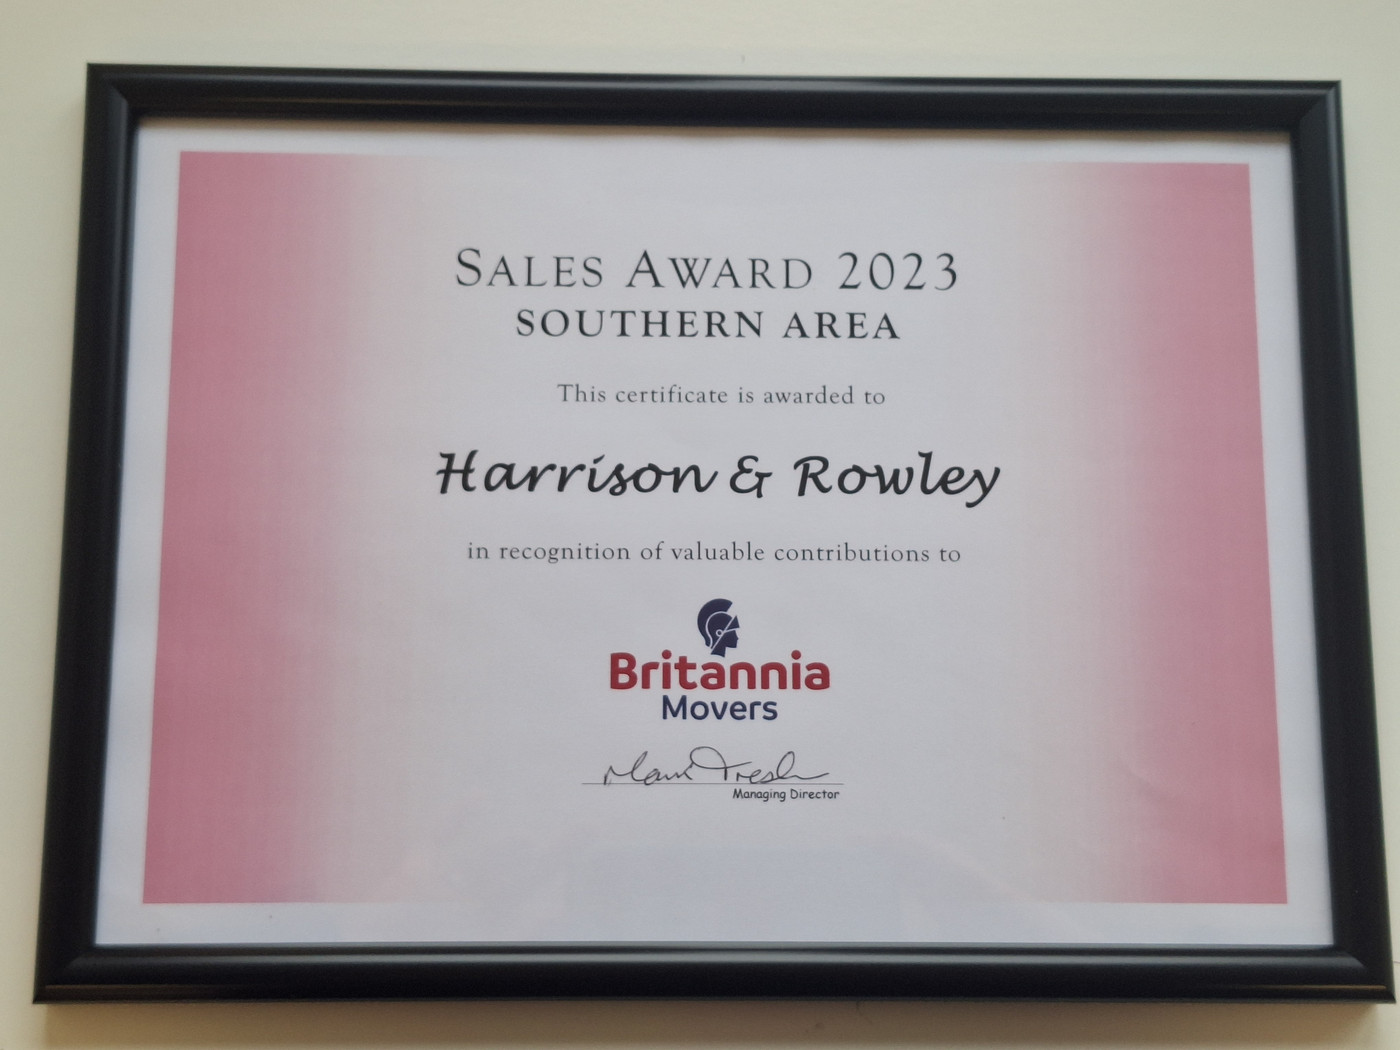 SALES AWARD 2023
SOUTHERN AREA
This certificate is awarded to
Harrison & Rowley
in recognition of valuable contributions to
Britannia
Movers
Managing Director